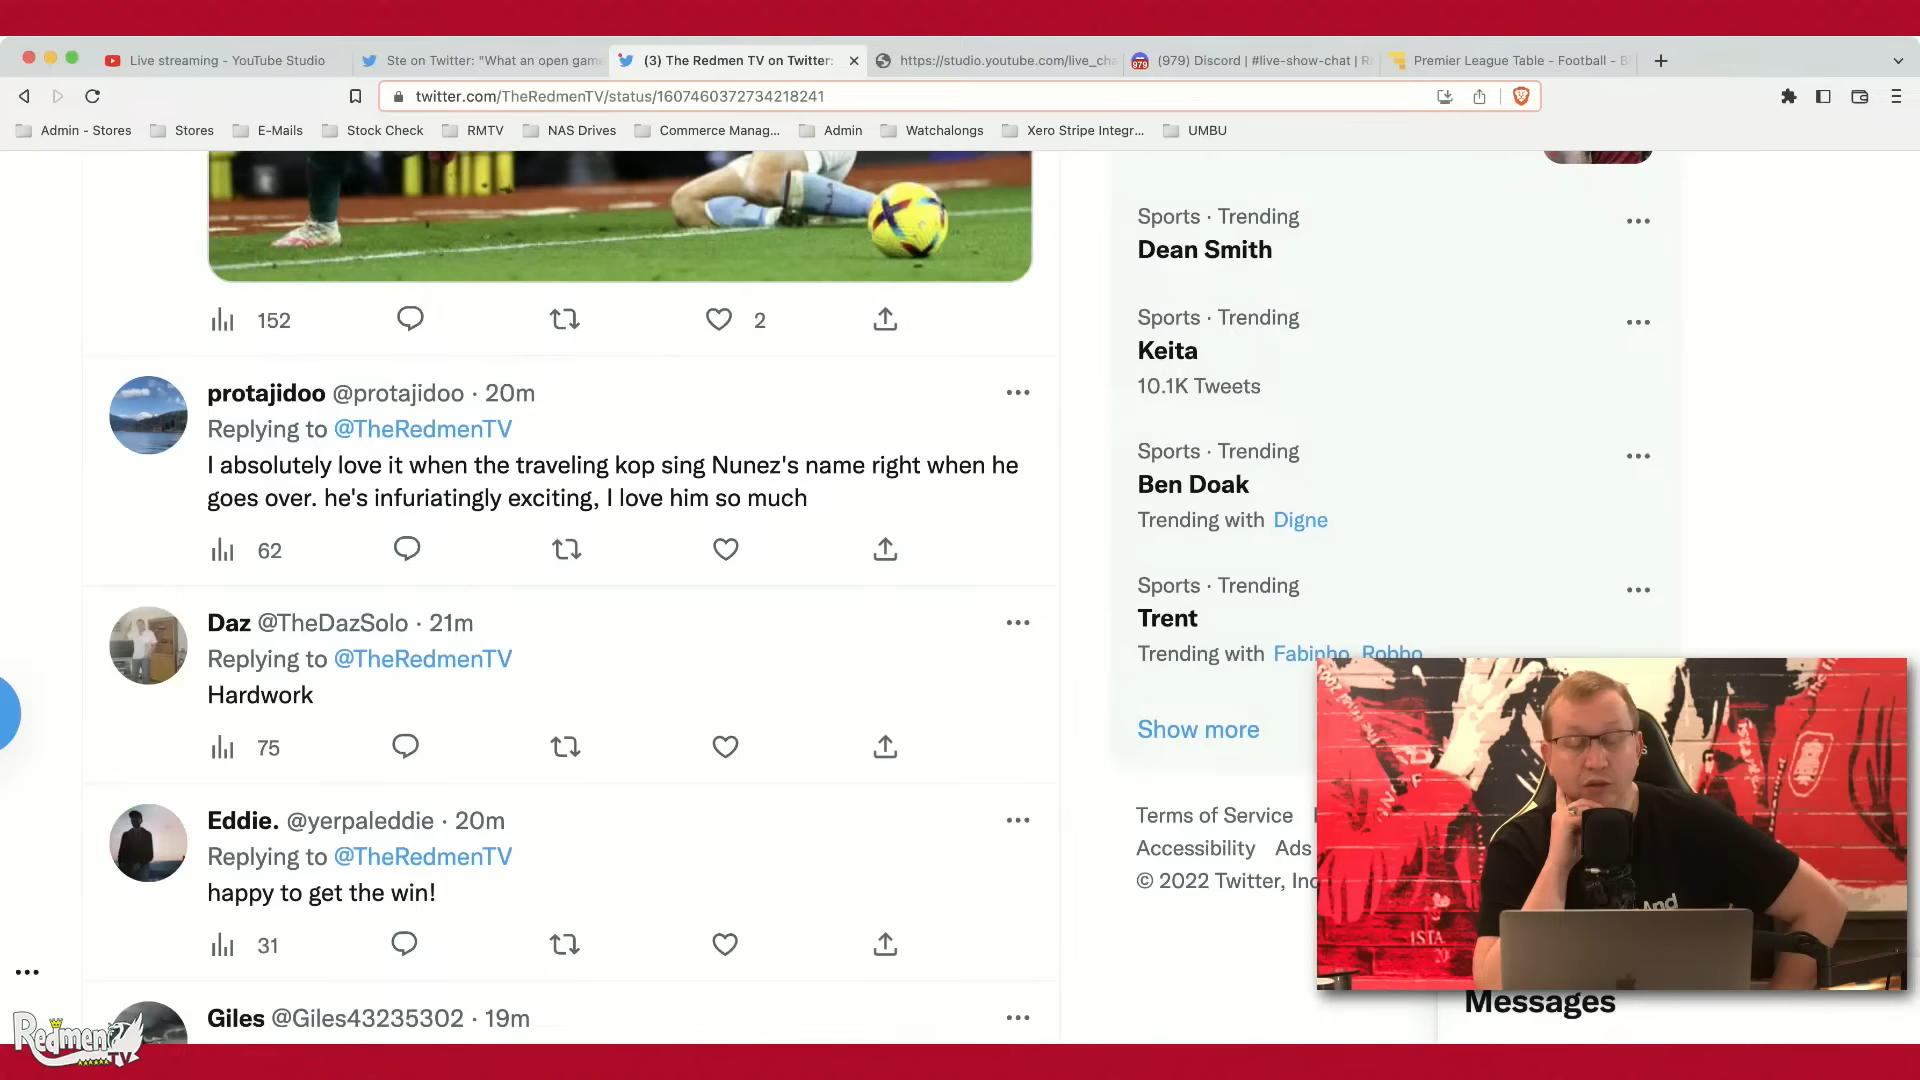 Live streaming - YouTube Studio
Ste on Twitter: "What an open gam
(3) The Redmen TV on Twitter:
https://studio.youtube.com/live_cha
(979) Discord | #live-show-chat | R
Premier League Table - Football - B
twitter.com/TheRedmenTV/status/1607460372734218241
Admin - Stores
Stores
E-Mails
Stock Check
RMTV
NAS Drives
Commerce Manag...
Admin
Watchalongs
Xero Stripe Integr...
UMBU
152
2
protajidoo @protajidoo · 20m
Replying to @TheRedmenTV
I absolutely love it when the traveling kop sing Nunez's name right when he
goes over. he's infuriatingly exciting, I love him so much
62
Daz @TheDazSolo · 21m
Replying to @TheRedmenTV
Hardwork
75
Eddie. @yerpaleddie · 20m
Replying to @TheRedmenTV
happy to get the win!
31
Giles @Giles43235302 · 19m
Sports · Trending
Dean Smith
Sports · Trending
Keita
10.1K Tweets
Sports · Trending
Ben Doak
Trending with Digne
Sports · Trending
Trent
Trending with Fabinho, Robbo
Show more
Terms of Service
Accessibility Ads
© 2022 Twitter, Inc
ISTA
And
Messages
Redmen TV